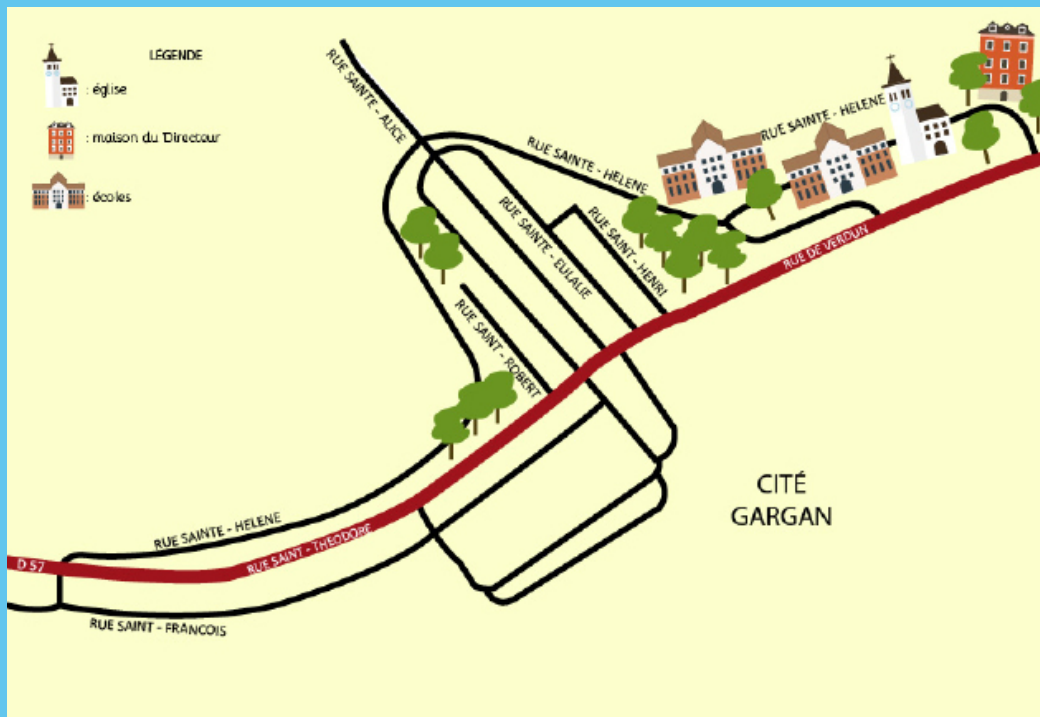 LÉGENDE
: église
: maison du Directeur
: écoles
RUE SAINTE - ALICE
RUE SAINTE - HELENE
RUE SAINTE - HELENE
RUE SAINTE - EULALIE
RUE SAINT - HENRI
RUE DE VERDUN
RUE SAINT - ROBERT
CITÉ
GARGAN
RUE SAINTE - HELENE
RUE SAINT - THEODORE
D 57
RUE SAINT - FRANCOIS